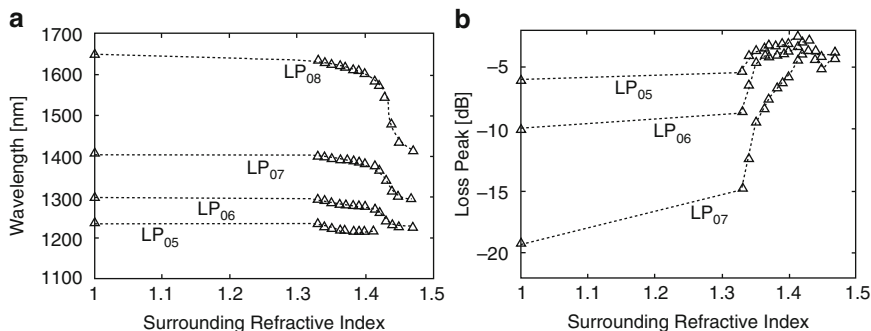 a
1700
1600
1500
1400
1300
1200
1100
Wavelength [nm]
LP08
LP07
LP06
LP05
1 1.1 1.2 1.3 1.4 1.5
Surrounding Refractive Index
b
−5
−10
−15
−20
Loss Peak [dB]
LP05
LP06
LP07
1 1.1 1.2 1.3 1.4 1.5
Surrounding Refractive Index